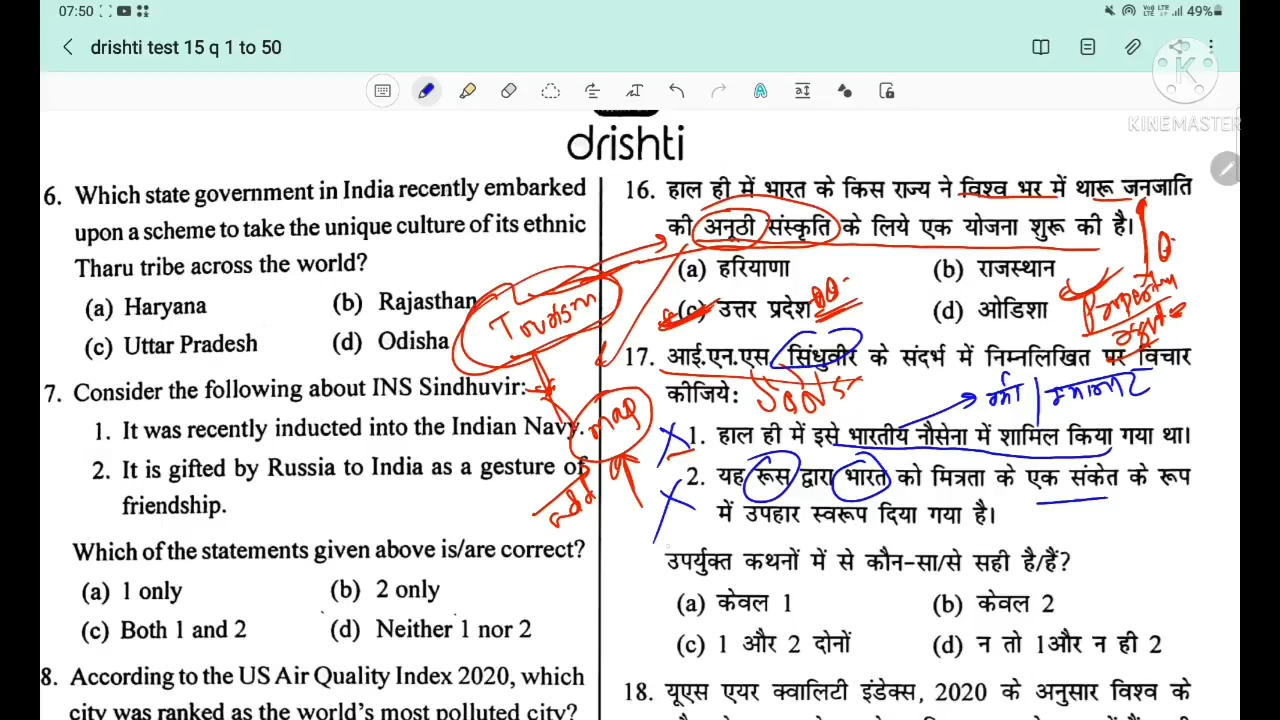 07:50
49%
drishti test 15 q 1 to 50
KINEMASTER
drishti
6. Which state government in India recently embarked
upon a scheme to take the unique culture of its ethnic
Tharu tribe across the world?
(a) Haryana (b) Rajasthan
(c) Uttar Pradesh (d) Odisha
7. Consider the following about INS Sindhuvir:
1. It was recently inducted into the Indian Navy.
2. It is gifted by Russia to India as a gesture of
friendship.
Which of the statements given above is/are correct?
(a) 1 only (b) 2 only
(c) Both 1 and 2 (d) Neither 1 nor 2
8. According to the US Air Quality Index 2020, which
city was ranked as the world's most polluted city?
Tourism
map
add
16. हाल ही में भारत के किस राज्य ने विश्व भर में थारू जनजाति
की अनूठी संस्कृति के लिये एक योजना शुरू की है।
(a) हरियाणा (b) राजस्थान
(c) उत्तर प्रदेश (d) ओडिशा
17. आई.एन.एस. सिंधुवीर के संदर्भ में निम्नलिखित पर विचार
कीजिये:
1. हाल ही में इसे भारतीय नौसेना में शामिल किया गया था।
2. यह रूस द्वारा भारत को मित्रता के एक संकेत के रूप
में उपहार स्वरूप दिया गया है।
उपर्युक्त कथनों में से कौन-सा/से सही है/हैं?
(a) केवल 1 (b) केवल 2
(c) 1 और 2 दोनों (d) न तो 1और न ही 2
18. यूएस एयर क्वालिटी इंडेक्स, 2020 के अनुसार विश्व के